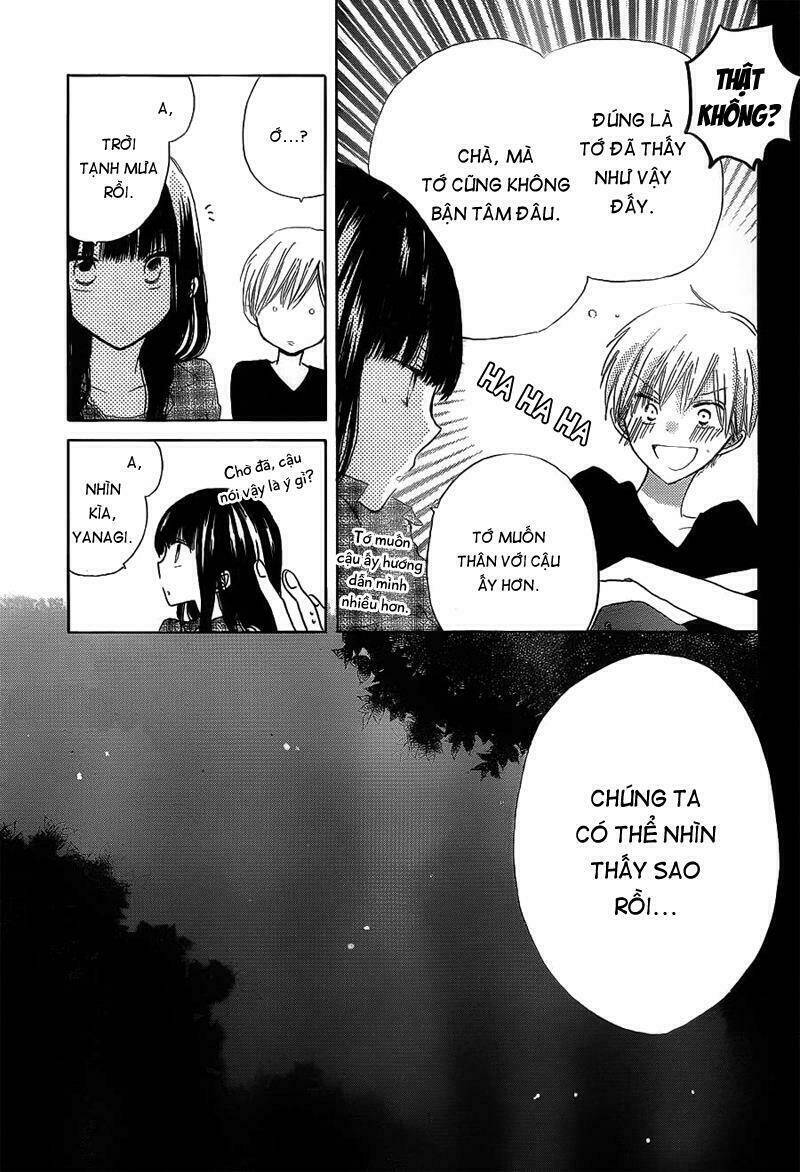 THẬT
KHÔNG?
ĐÚNG LÀ
TỚ ĐÃ THẤY
NHƯ VẬY
ĐẤY.
CHÀ, MÀ
TỚ CŨNG KHÔNG
BẬN TÂM ĐÂU.
HA HA HA
TỚ MUỐN
THÂN VỚI CẬU
ẤY HƠN.
Tớ muốn
cậu ấy hướng
dẫn mình
nhiều hơn.
Ớ...?
A,
TRỜI
TẠNH MƯA
RỒI.
Chờ đã, cậu
nói vậy là ý gì?
A,
NHÌN
KÌA,
YANAGI.
CHÚNG TA
CÓ THỂ NHÌN
THẤY SAO
RỒI...